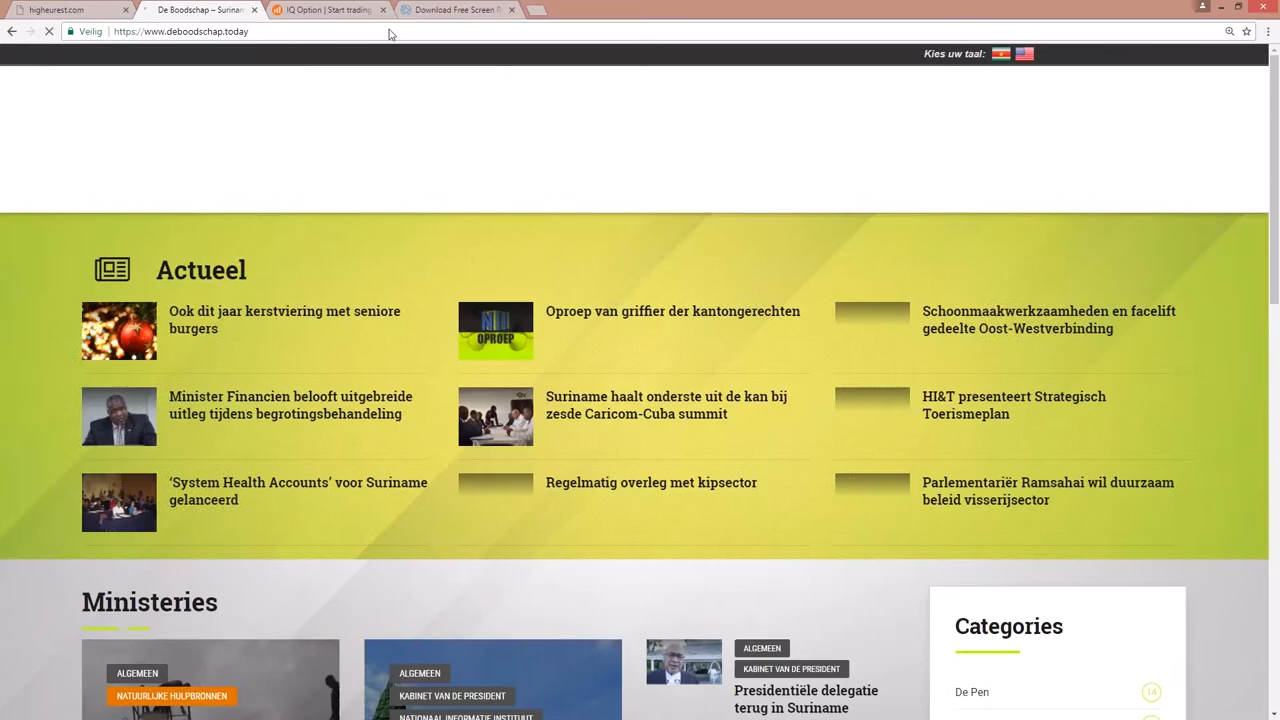 higheurest.com
De Boodschap – Surinam
IQ Option | Start trading
Download Free Screen R
Veilig
https://www.deboodschap.today
Kies uw taal:
Actueel
Ook dit jaar kerstviering met seniore
burgers
Oproep van griffier der kantongerechten
OPROEP
Schoonmaakwerkzaamheden en facelift
gedeelte Oost-Westverbinding
Minister Financien belooft uitgebreide
uitleg tijdens begrotingsbehandeling
Suriname haalt onderste uit de kan bij
zesde Caricom-Cuba summit
HI&T presenteert Strategisch
Toerismeplan
‘System Health Accounts’ voor Suriname
gelanceerd
Regelmatig overleg met kipsector
Parlementariër Ramsahai wil duurzaam
beleid visserijsector
Ministeries
ALGEMEEN
NATUURLIJKE HULPBRONNEN
ALGEMEEN
KABINET VAN DE PRESIDENT
NATIONAAL INFORMATIE INSTITUUT
ALGEMEEN
KABINET VAN DE PRESIDENT
Presidentiële delegatie
terug in Suriname
Categories
De Pen
14